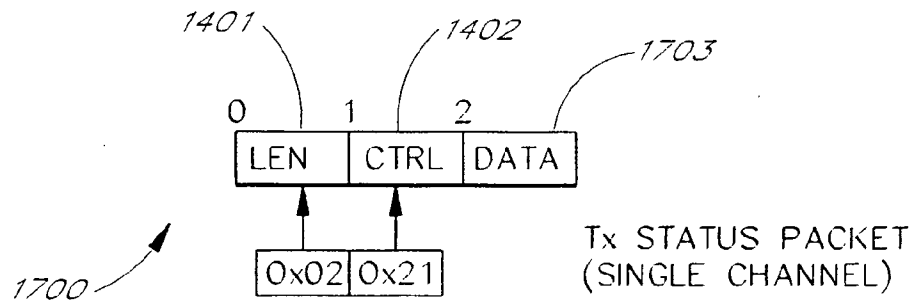 1401 1402 1703
0 1 2
LEN CTRL DATA
0x02 0x21
Tx STATUS PACKET
(SINGLE CHANNEL)
1700